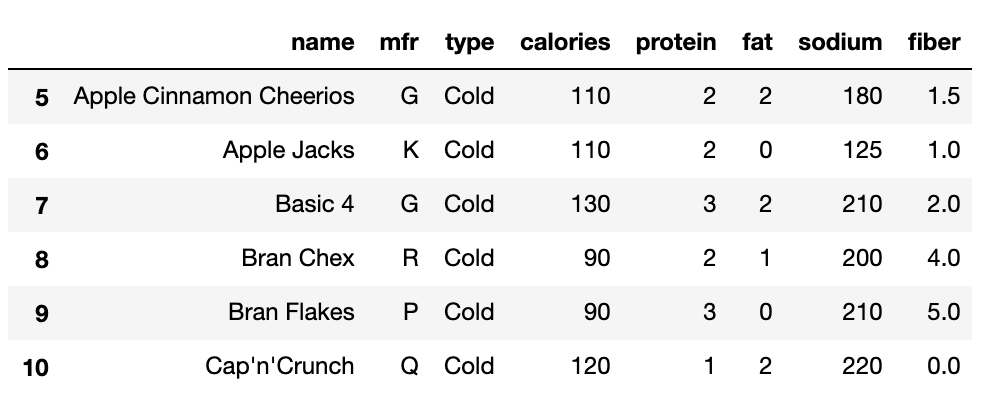 name mfr type calories protein fat sodium fiber
5 Apple Cinnamon Cheerios G Cold 110 2 2 180 1.5
6 Apple Jacks K Cold 110 2 0 125 1.0
7 Basic 4 G Cold 130 3 2 210 2.0
8 Bran Chex R Cold 90 2 1 200 4.0
9 Bran Flakes P Cold 90 3 0 210 5.0
10 Cap'n'Crunch Q Cold 120 1 2 220 0.0